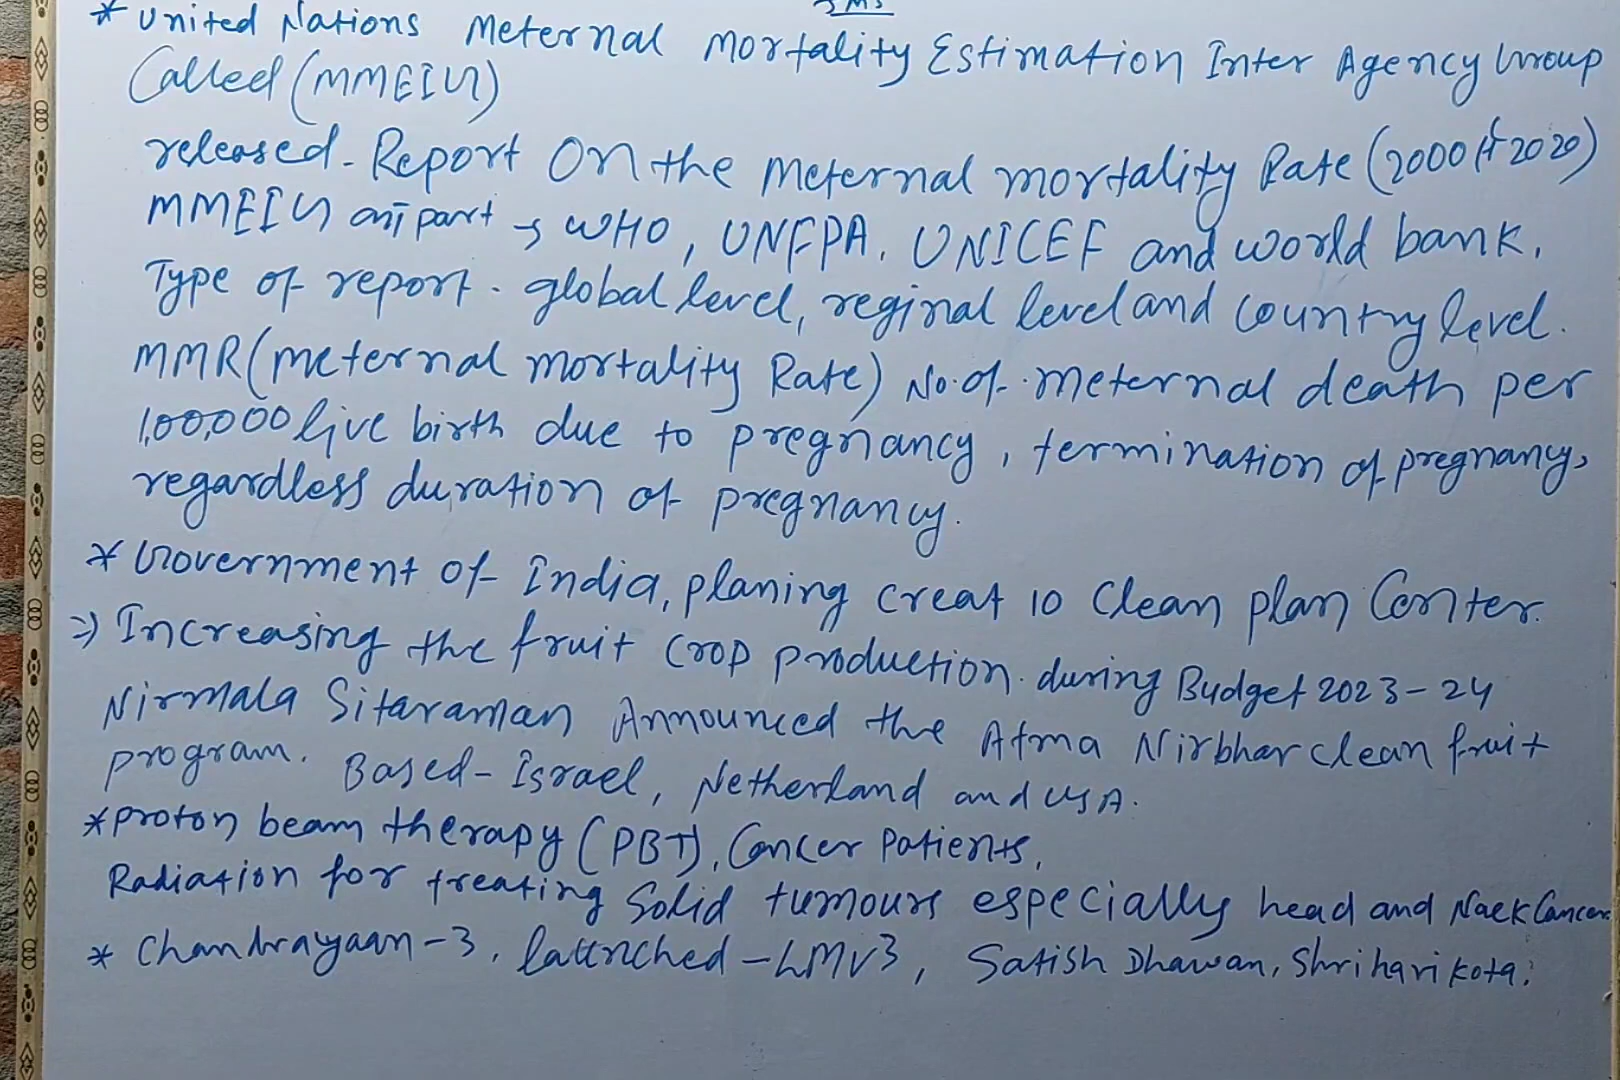 * United Nations Meternal Mortality Estimation Inter Agency Group
Called (MMEIG)
released - Report On the Meternal mortality Rate (2000 2020)
MMEIG part → WHO, UNFPA, UNICEF and world bank.
Type of report - global level, reginal level and country level.
MMR (meternal mortality Rate) No. of. meternal death per
1,00,000 live birth due to pregnancy, termination of pregnancy,
regardless duration of pregnancy.
* Government of India, planing creat 10 Clean plan Center.
=) Increasing the fruit crop production. during Budget 2023-24
Nirmala Sitaraman Announced the Atma Nirbhar clean fruit
program. Based - Israel, Netherland and USA.
* proton beam therapy (PBT), Cancer Patients,
Radiation for treating Solid tumours especially head and Naek Cancer
* Chandrayaan-3, lattnched - LMV3, Satish Dhawan, Shriharikota.